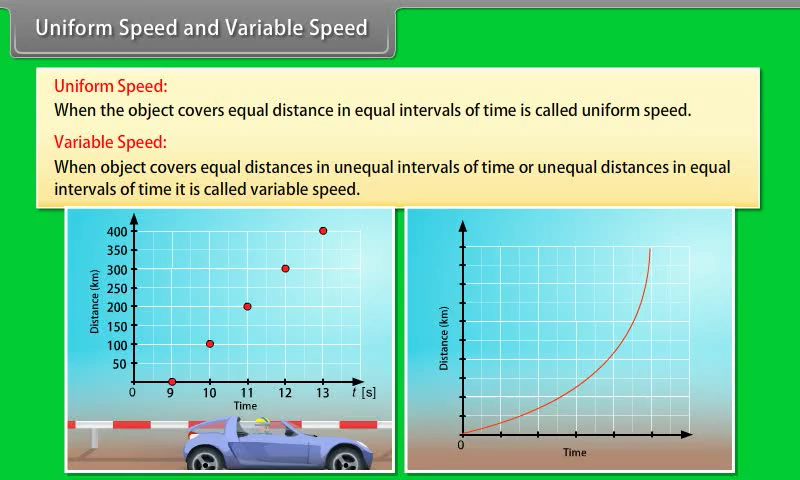 Uniform Speed and Variable Speed
Uniform Speed:
When the object covers equal distance in equal intervals of time is called uniform speed.
Variable Speed:
When object covers equal distances in unequal intervals of time or unequal distances in equal
intervals of time it is called variable speed.
400
350
300
250
200
150
100
50
Distance (km)
0 9 10 11 12 13 t [s]
Time
Distance (km)
0
Time